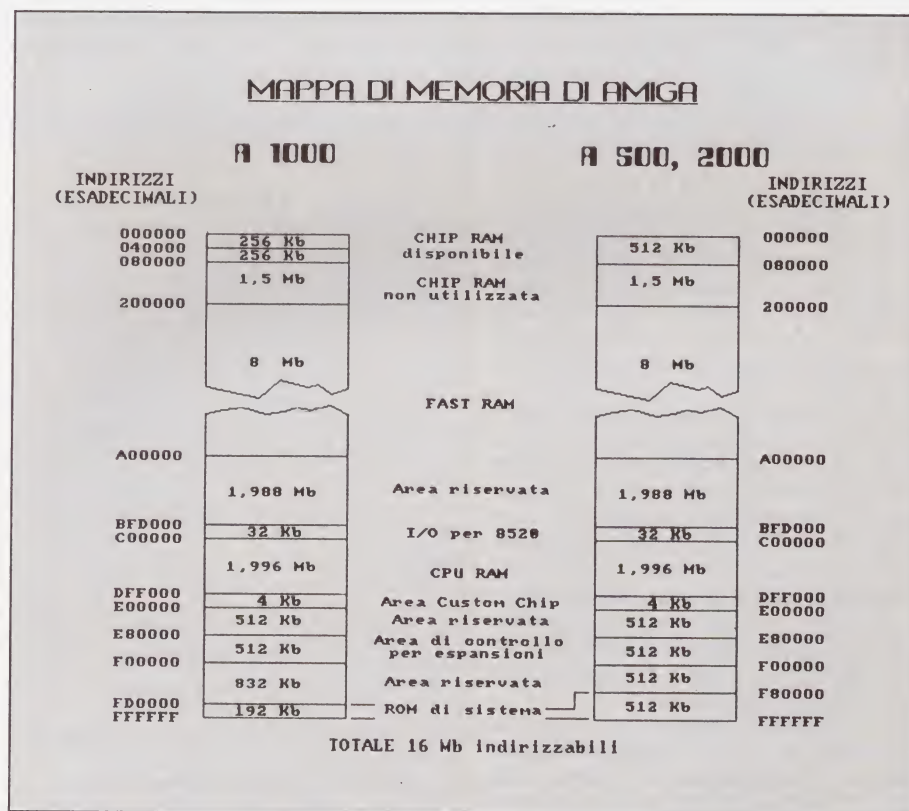 MAPPA DI MEMORIA DI AMIGA
A 1000
A 500, 2000
INDIRIZZI
(ESADECIMALI)
INDIRIZZI
(ESADECIMALI)
000000
256 Kb
CHIP RAM
512 Kb
000000
040000
256 Kb
disponibile
080000
080000
1,5 Mb
CHIP RAM
non utilizzata
1,5 Mb
200000
200000
8 Mb
8 Mb
FAST RAM
A00000
A00000
1,988 Mb
Area riservata
1,988 Mb
BFD000
32 Kb
I/O per 8520
32 Kb
BFD000
C00000
C00000
1,996 Mb
CPU RAM
1,996 Mb
DFF000
4 Kb
Area Custom Chip
4 Kb
DFF000
E00000
E00000
512 Kb
Area riservata
512 Kb
E80000
E80000
512 Kb
Area di controllo
per espansioni
512 Kb
F00000
F00000
832 Kb
Area riservata
512 Kb
F80000
FD0000
192 Kb
ROM di sistema
512 Kb
FFFFFF
FFFFFF
TOTALE 16 Mb indirizzabili